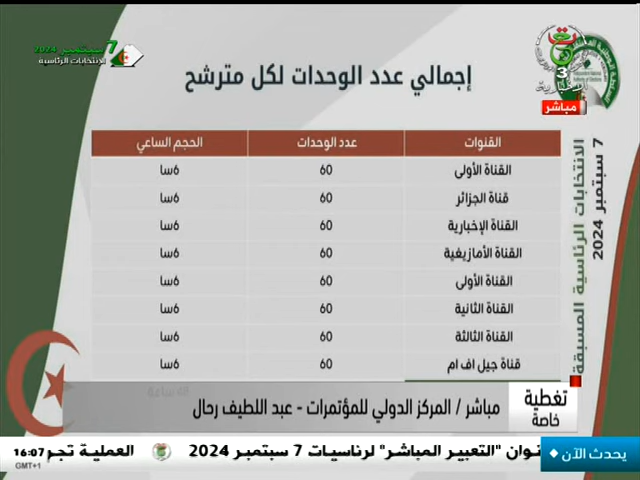 7 سبتمبر 2024
الانتخابات الرئاسية
إجمالي عدد الوحدات لكل مترشح
3
الإخبارية
مباشر
القنوات عدد الوحدات الحجم الساعي
القناة الأولى 60 6سا
قناة الجزائر 60 6سا
القناة الإخبارية 60 6سا
القناة الأمازيغية 60 6سا
القناة الأولى 60 6سا
القناة الثانية 60 6سا
القناة الثالثة 60 6سا
قناة جيل اف ام 60 6سا
الانتخابات الرئاسية المسبقة
7 سبتمبر 2024
تغطية
خاصة
مباشر / المركز الدولي للمؤتمرات - عبد اللطيف رحال
يحدث الآن
"التعبير المباشر" لرئاسيات 7 سبتمبر 2024 العملية
16:07
GMT+1